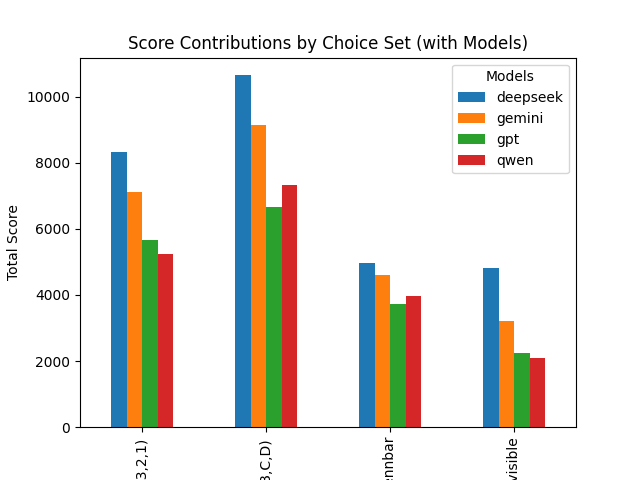 Score Contributions by Choice Set (with Models)
Models
deepseek
gemini
gpt
qwen
Total Score
10000
8000
6000
4000
2000
0
3,2,1)
,C,D)
ennbar
visible